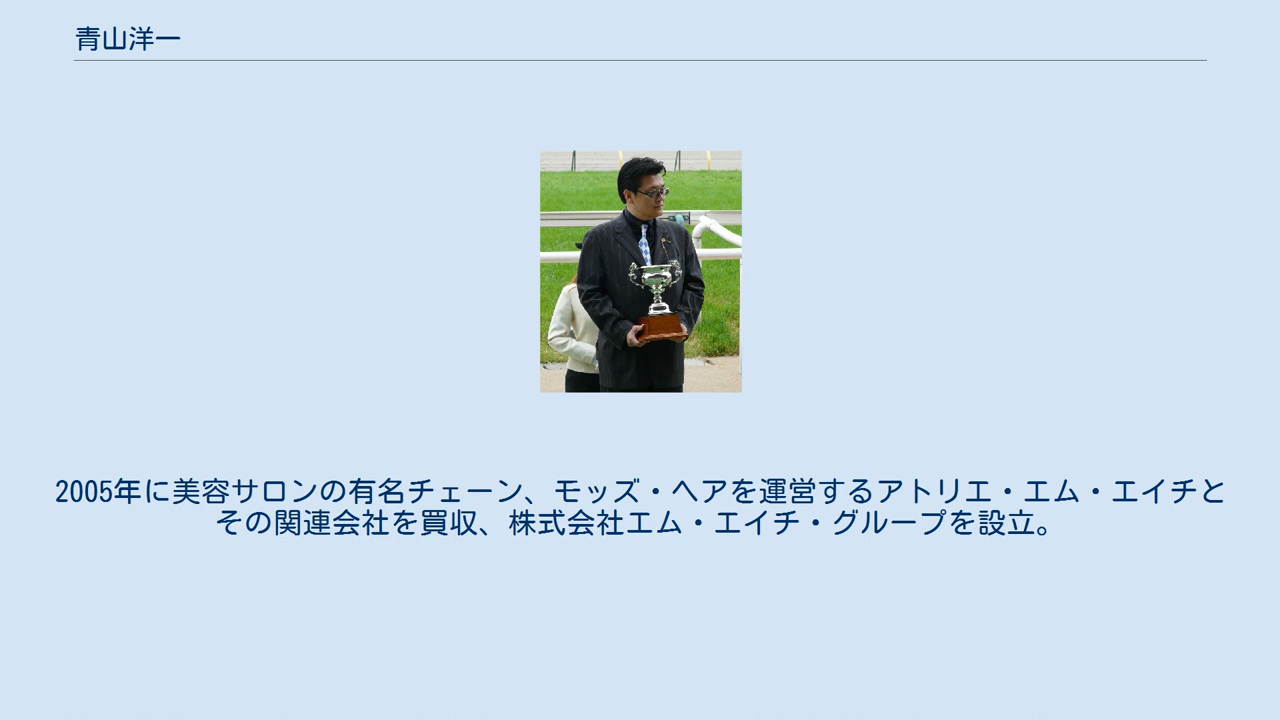 青山洋一
2005年に美容サロンの有名チェーン、モッズ・ヘアを運営するアトリエ・エム・エイチと
その関連会社を買収、株式会社エム・エイチ・グループを設立。